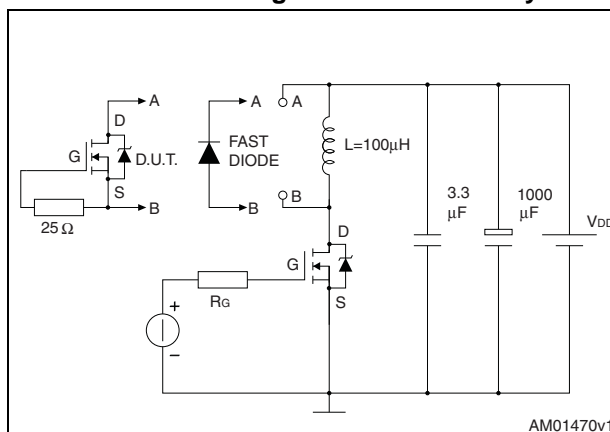 A
A
A
D
G
D.U.T.
FAST
DIODE
L=100μH
S
B
B
B
25 Ω
3.3
μF
1000
μF
VDD
D
G
RG
S
+
–
AM01470v1